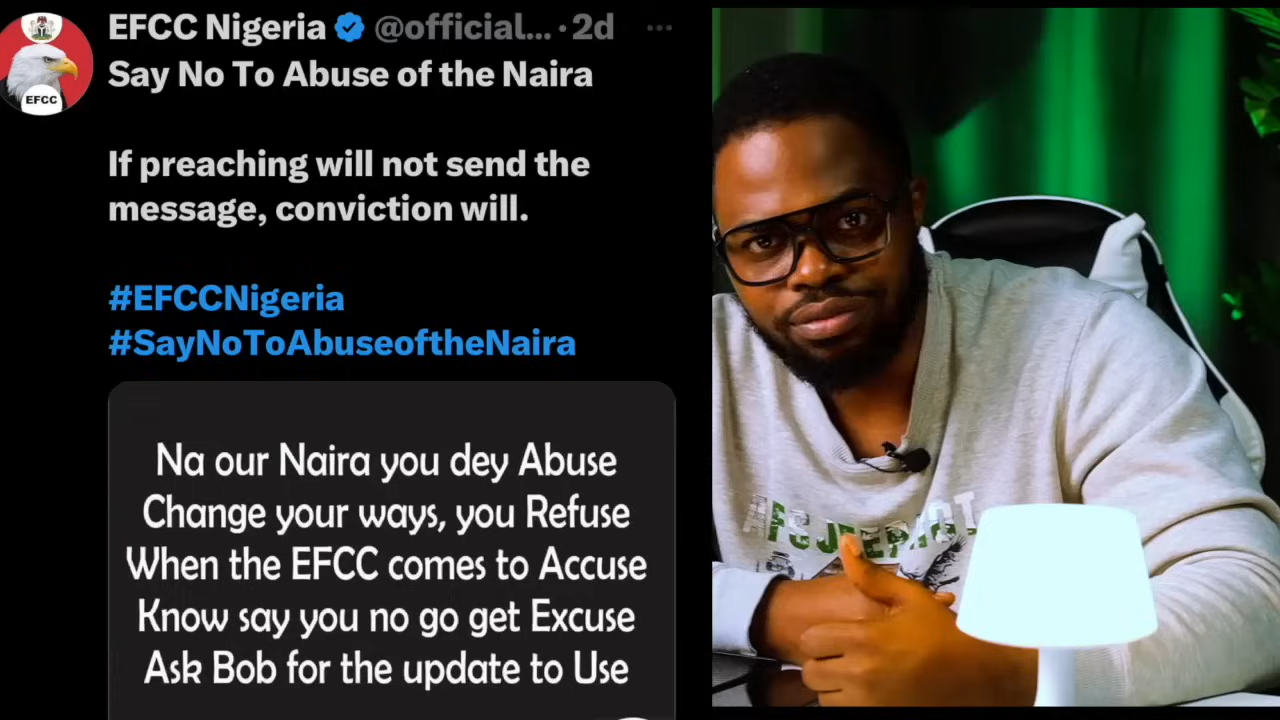 EFCC Nigeria @official... · 2d ...
Say No To Abuse of the Naira
If preaching will not send the
message, conviction will.
#EFCCNigeria
#SayNoToAbuseoftheNaira
EFCC
Na our Naira you dey Abuse
Change your ways, you Refuse
When the EFCC comes to Accuse
Know say you no go get Excuse
Ask Bob for the update to Use